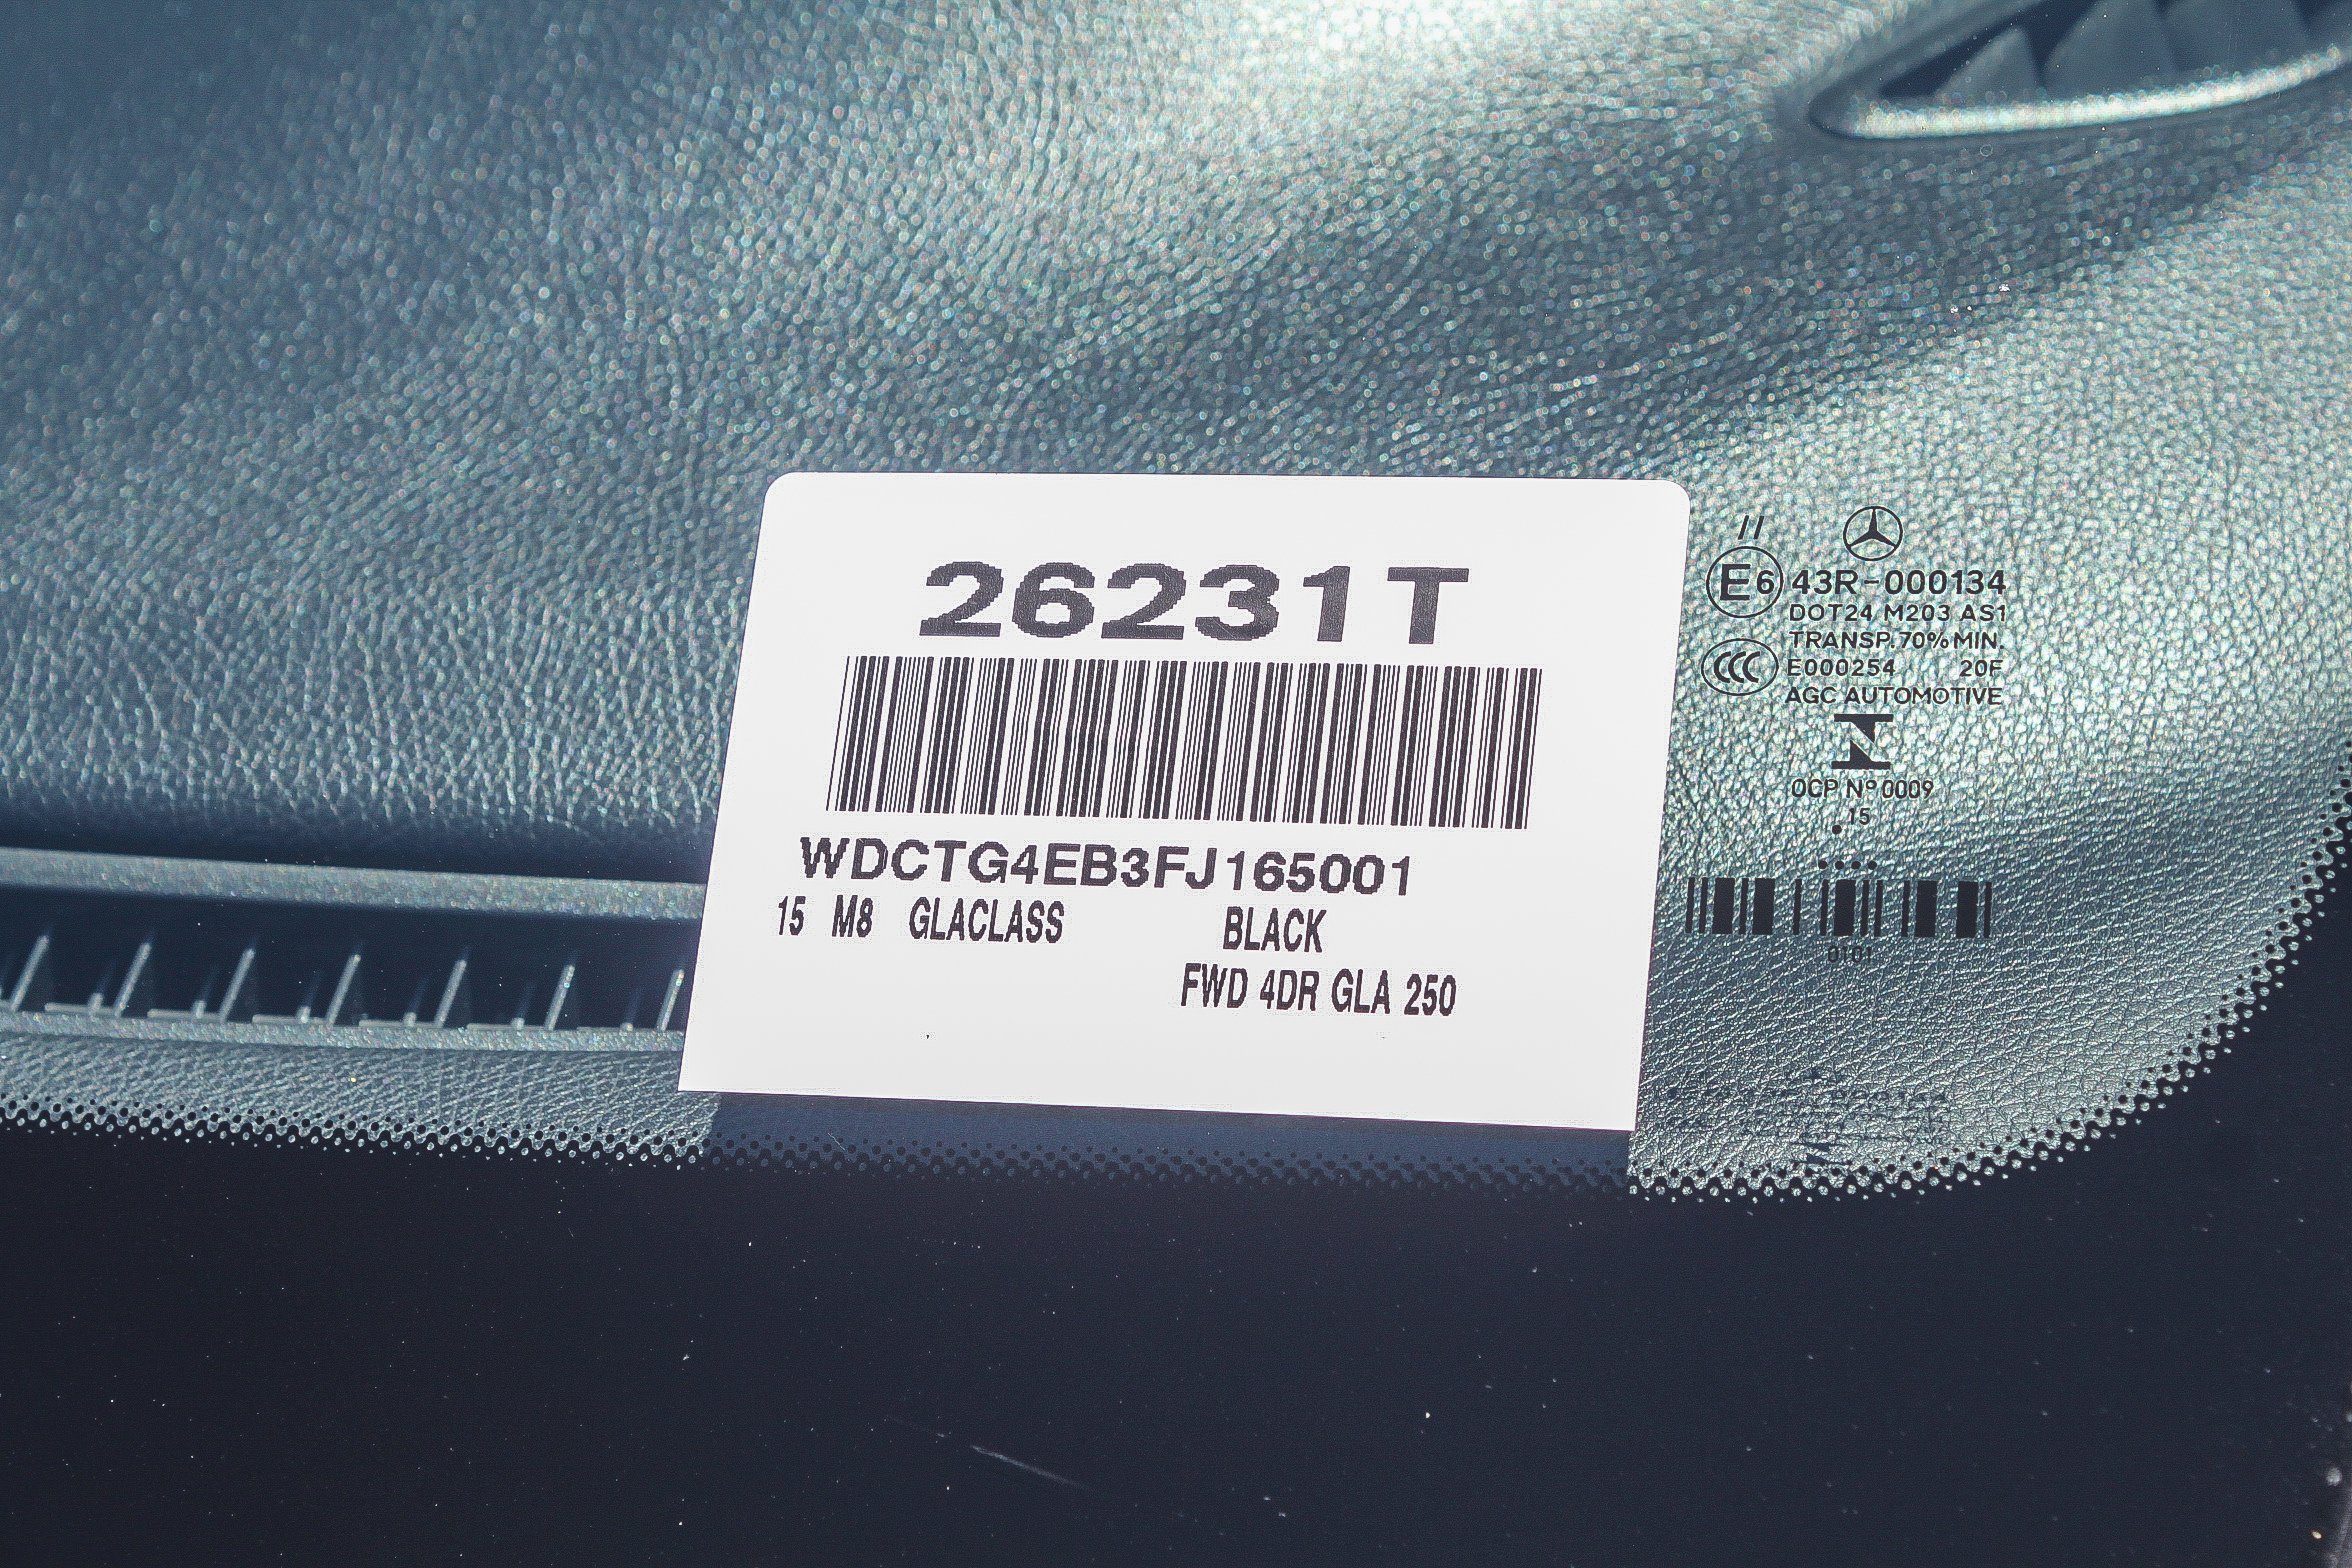 26231T
WDCTG4EB3FJ165001
15 M8 GLACLASS BLACK
FWD 4DR GLA 250
//
E6 43R-000134
DOT24 M203 AS1
TRANSP.70%MIN.
CCC E000254 20F
AGC AUTOMOTIVE
OCP Nº 0009
15
0101